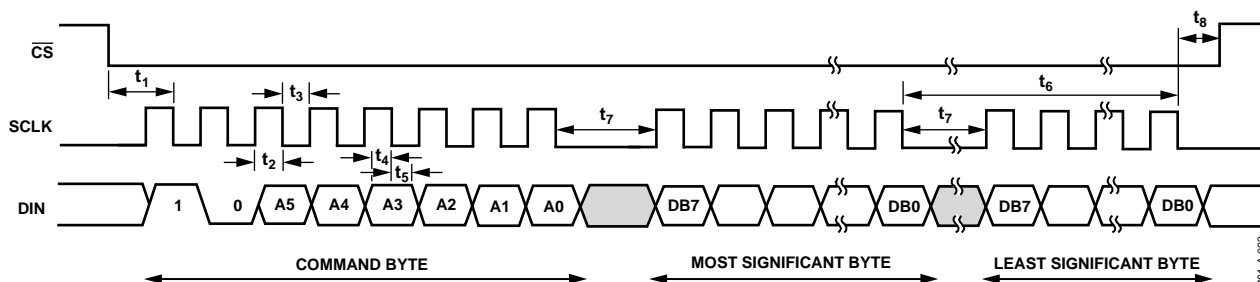 t8
CS
t1
t3
t6
SCLK
t7
t7
t2
t4
t5
DIN
1
0
A5
A4
A3
A2
A1
A0
DB7
DB0
DB7
DB0
COMMAND BYTE
MOST SIGNIFICANT BYTE
LEAST SIGNIFICANT BYTE